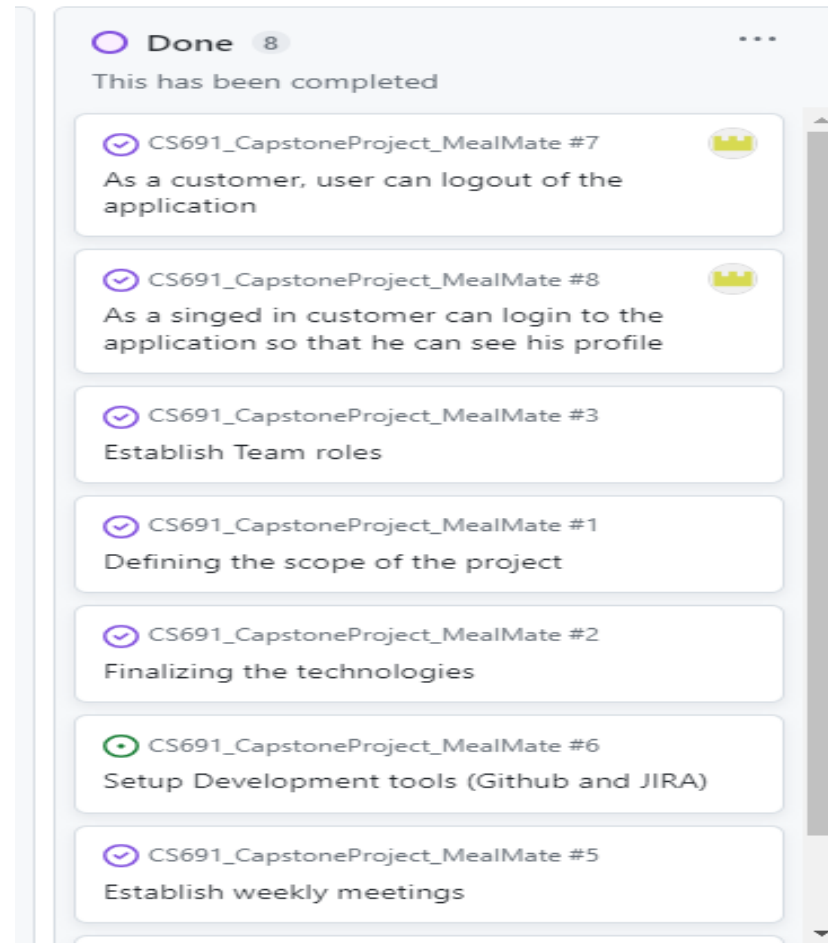 Done 8
This has been completed
CS691_CapstoneProject_MealMate #7
As a customer, user can logout of the
application
CS691_CapstoneProject_MealMate #8
As a singed in customer can login to the
application so that he can see his profile
CS691_CapstoneProject_MealMate #3
Establish Team roles
CS691_CapstoneProject_MealMate #1
Defining the scope of the project
CS691_CapstoneProject_MealMate #2
Finalizing the technologies
CS691_CapstoneProject_MealMate #6
Setup Development tools (Github and JIRA)
CS691_CapstoneProject_MealMate #5
Establish weekly meetings